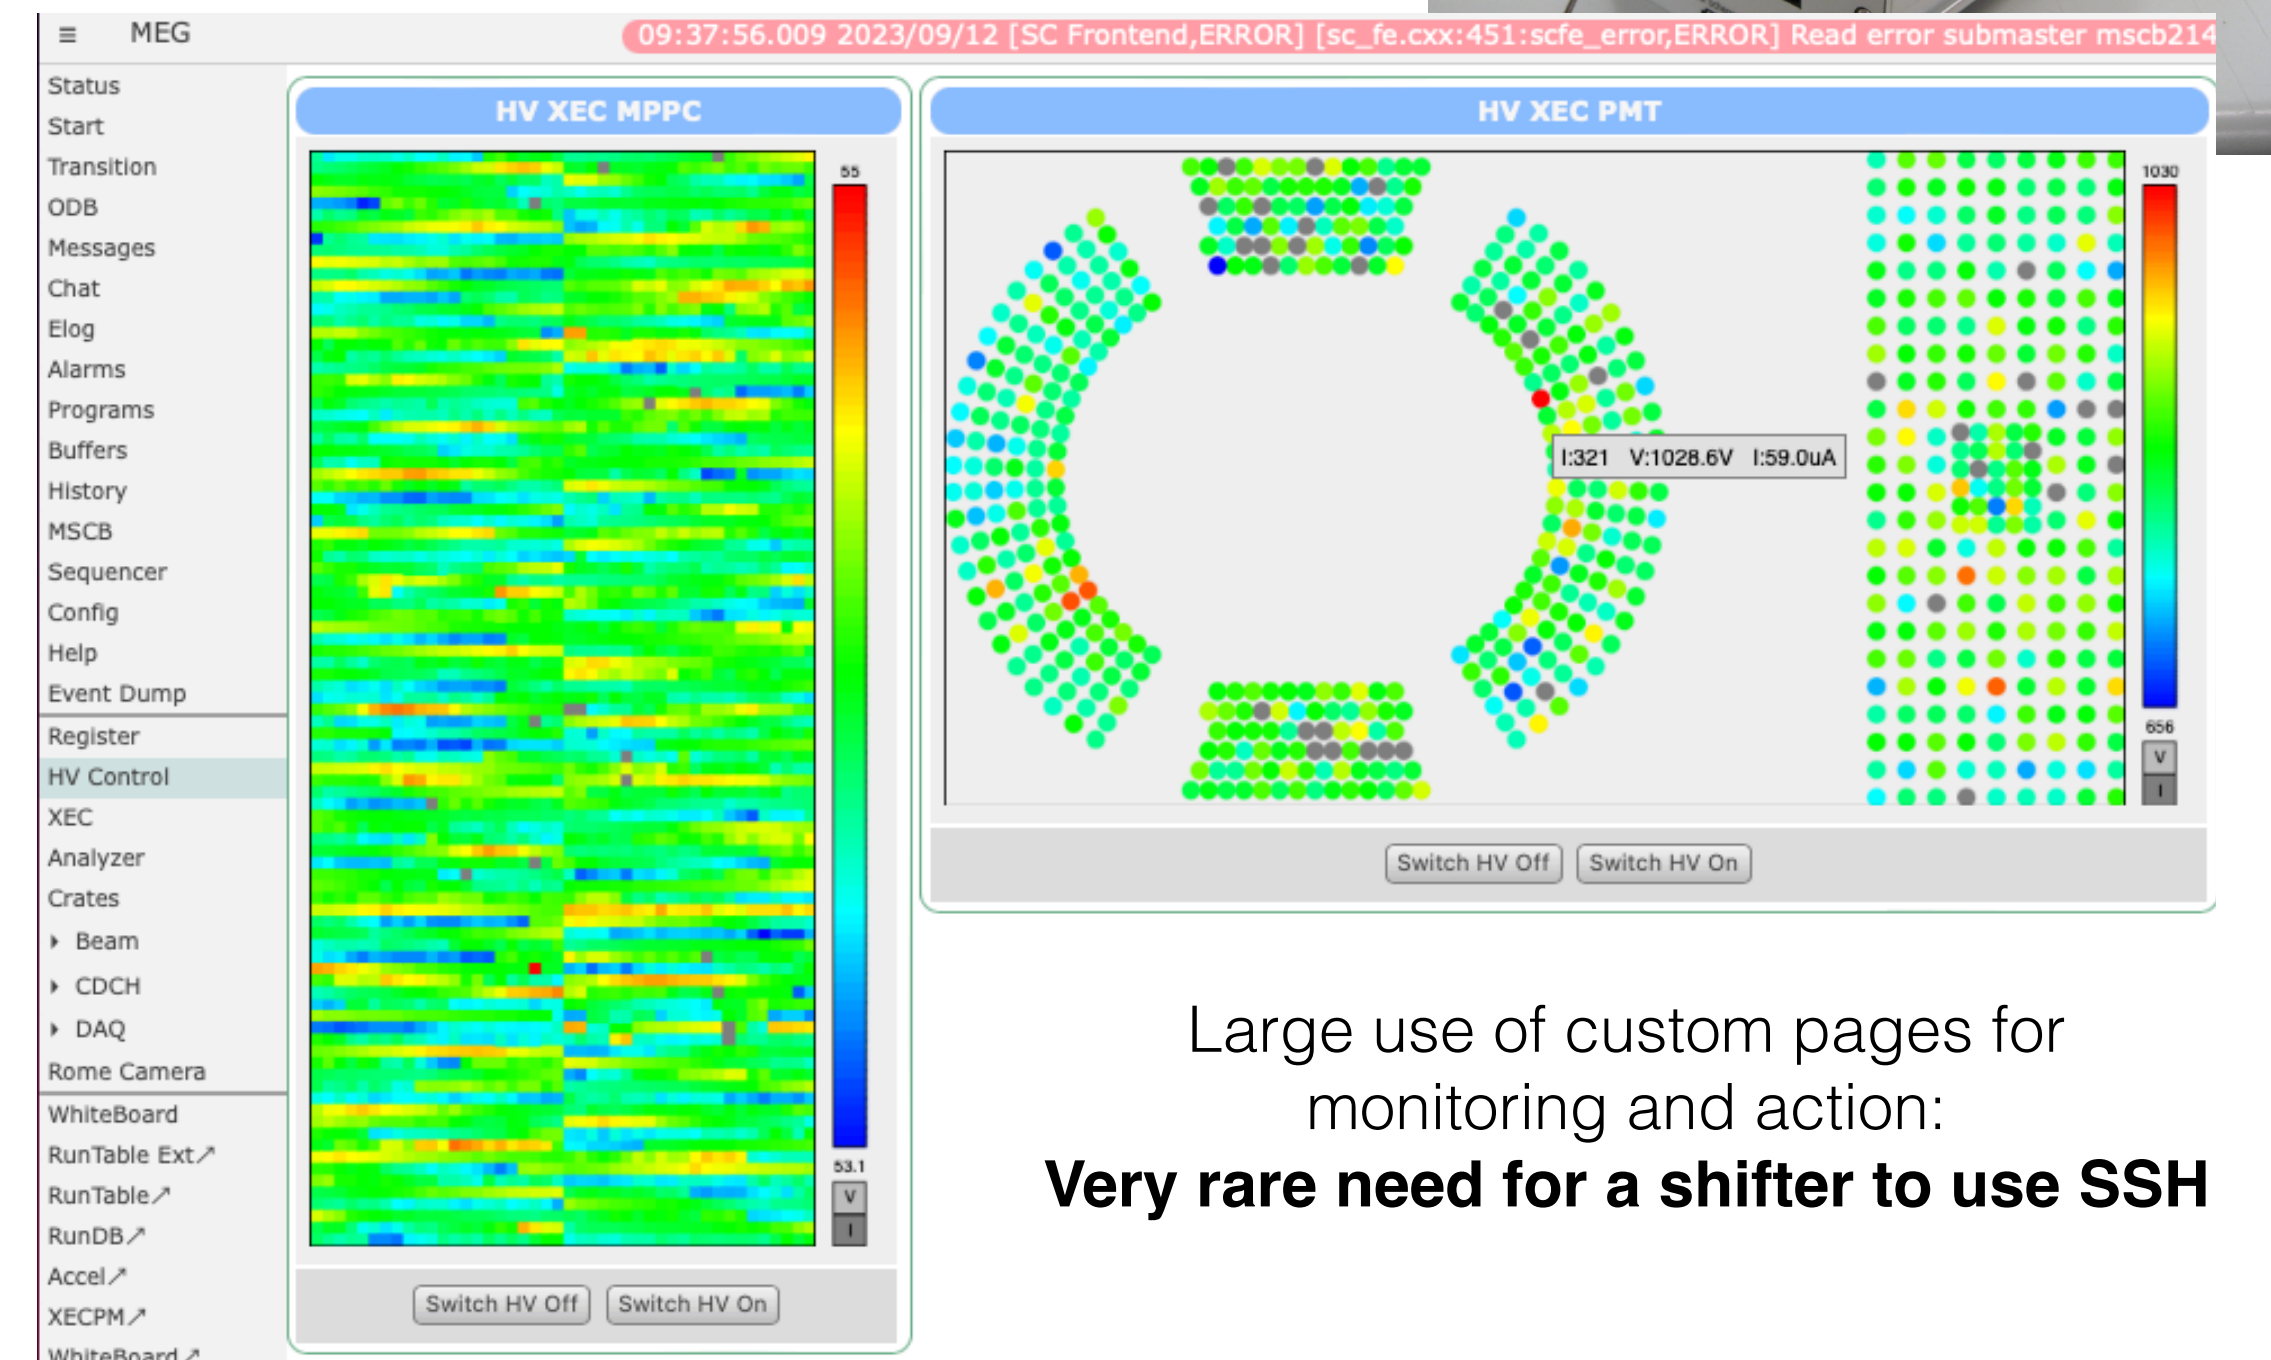 ≡ MEG
09:37:56.009 2023/09/12 [SC Frontend,ERROR] [sc_fe.cxx:451:scfe_error,ERROR] Read error submaster mscb214
Status
Start
Transition
ODB
Messages
Chat
Elog
Alarms
Programs
Buffers
History
MSCB
Sequencer
Config
Help
Event Dump
Register
HV Control
XEC
Analyzer
Crates
Beam
CDCH
DAQ
Rome Camera
WhiteBoard
RunTable Ext↗
RunTable↗
RunDB↗
Accel↗
XECPM↗
WhiteBoard↗
HV XEC MPPC
55
53.1
V
I
Switch HV Off Switch HV On
HV XEC PMT
1030
I:321 V:1028.6V I:59.0uA
656
V
I
Switch HV Off Switch HV On
Large use of custom pages for
monitoring and action:
Very rare need for a shifter to use SSH